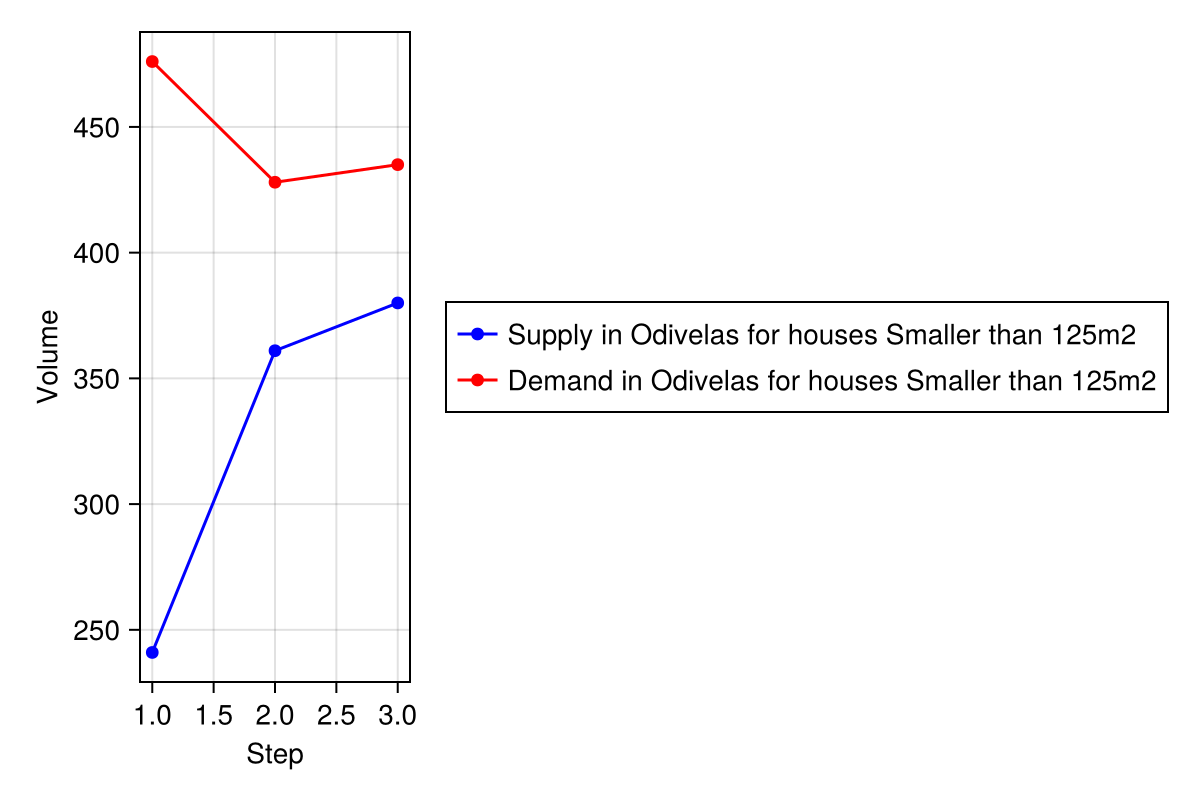 Volume
450
400
350
300
250
1.0 1.5 2.0 2.5 3.0
Step
Supply in Odivelas for houses Smaller than 125m2
Demand in Odivelas for houses Smaller than 125m2